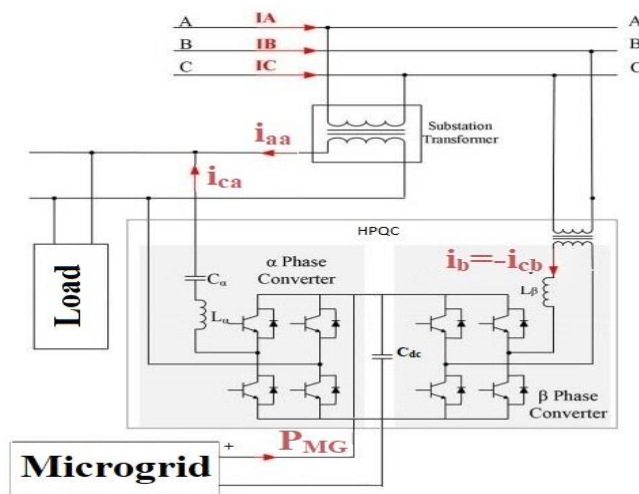 A IA A
B IB B
C IC C
Substation
Transformer
iaa
ica
HPQC
α Phase
Converter
ib=-icb
Cα
Lα
Lβ
Cdc
β Phase
Converter
Load
+
PMG
Microgrid
-